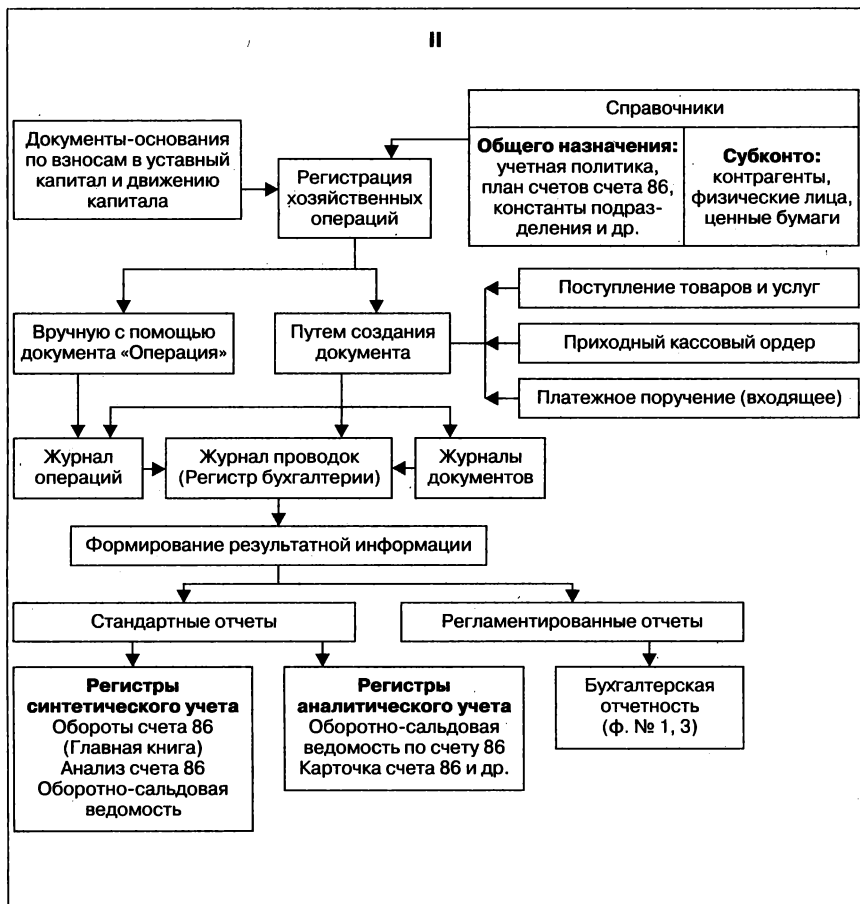 II
Справочники
Документы-основания
по взносам в уставный
капитал и движению
капитала
Регистрация
хозяйственных
операций
Общего назначения:
учетная политика,
план счетов счета 86,
константы подраз-
деления и др.
Субконто:
контрагенты,
физические лица,
ценные бумаги
Вручную с помощью
документа «Операция»
Путем создания
документа
Поступление товаров и услуг
Приходный кассовый ордер
Платежное поручение (входящее)
Журнал
операций
Журнал проводок
(Регистр бухгалтерии)
Журналы
документов
Формирование результатной информации
Стандартные отчеты
Регламентированные отчеты
Регистры
синтетического учета
Обороты счета 86
(Главная книга)
Анализ счета 86
Оборотно-сальдовая
ведомость
Регистры
аналитического учета
Оборотно-сальдовая
ведомость по счету 86
Карточка счета 86 и др.
Бухгалтерская
отчетность
(ф. № 1, 3)